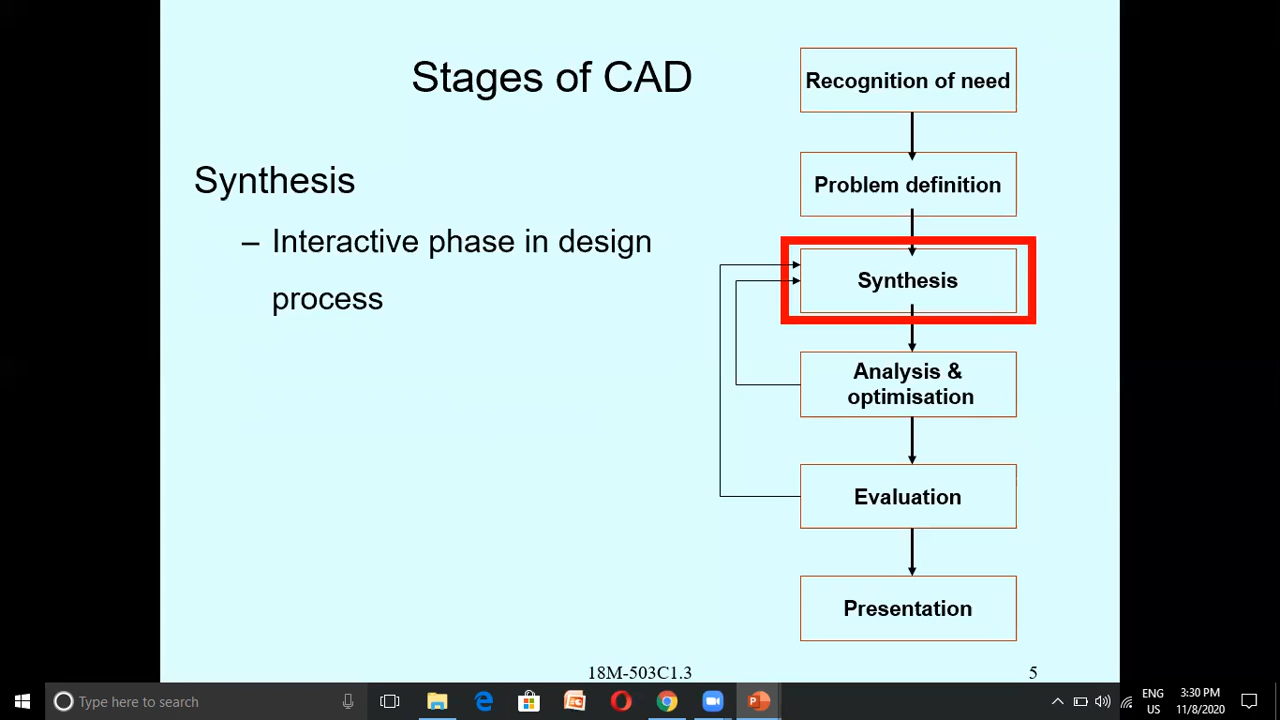 Stages of CAD
Synthesis
– Interactive phase in design
process
Recognition of need
Problem definition
Synthesis
Analysis &
optimisation
Evaluation
Presentation
18M-503C1.3
5
Type here to search
ENG
US
3:30 PM
11/8/2020